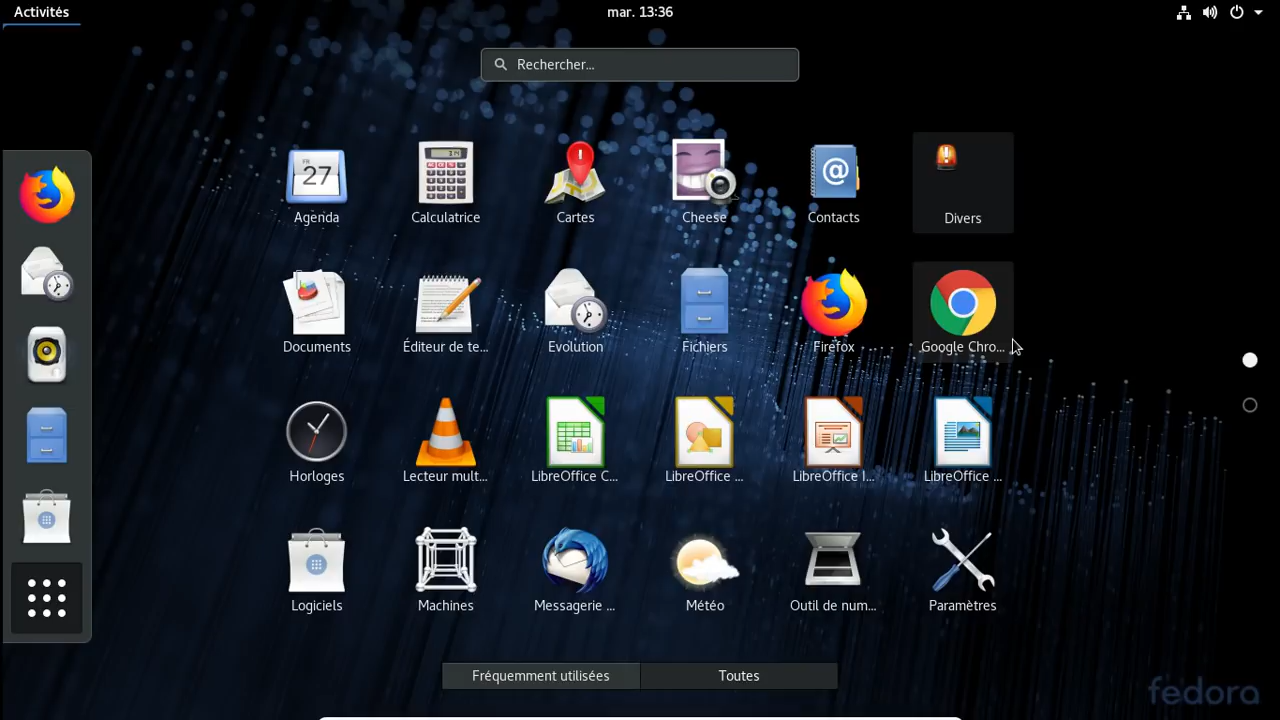 Activités
mar. 13:36
Rechercher...
FR
27
Agenda
Calculatrice
Cartes
Cheese
Contacts
Divers
Documents
Éditeur de te...
Evolution
Fichiers
Firefox
Google Chro...
Horloges
Lecteur mult...
LibreOffice C...
LibreOffice ...
LibreOffice I...
LibreOffice ...
Logiciels
Machines
Messagerie ...
Météo
Outil de num...
Paramètres
Fréquemment utilisées
Toutes
fedora